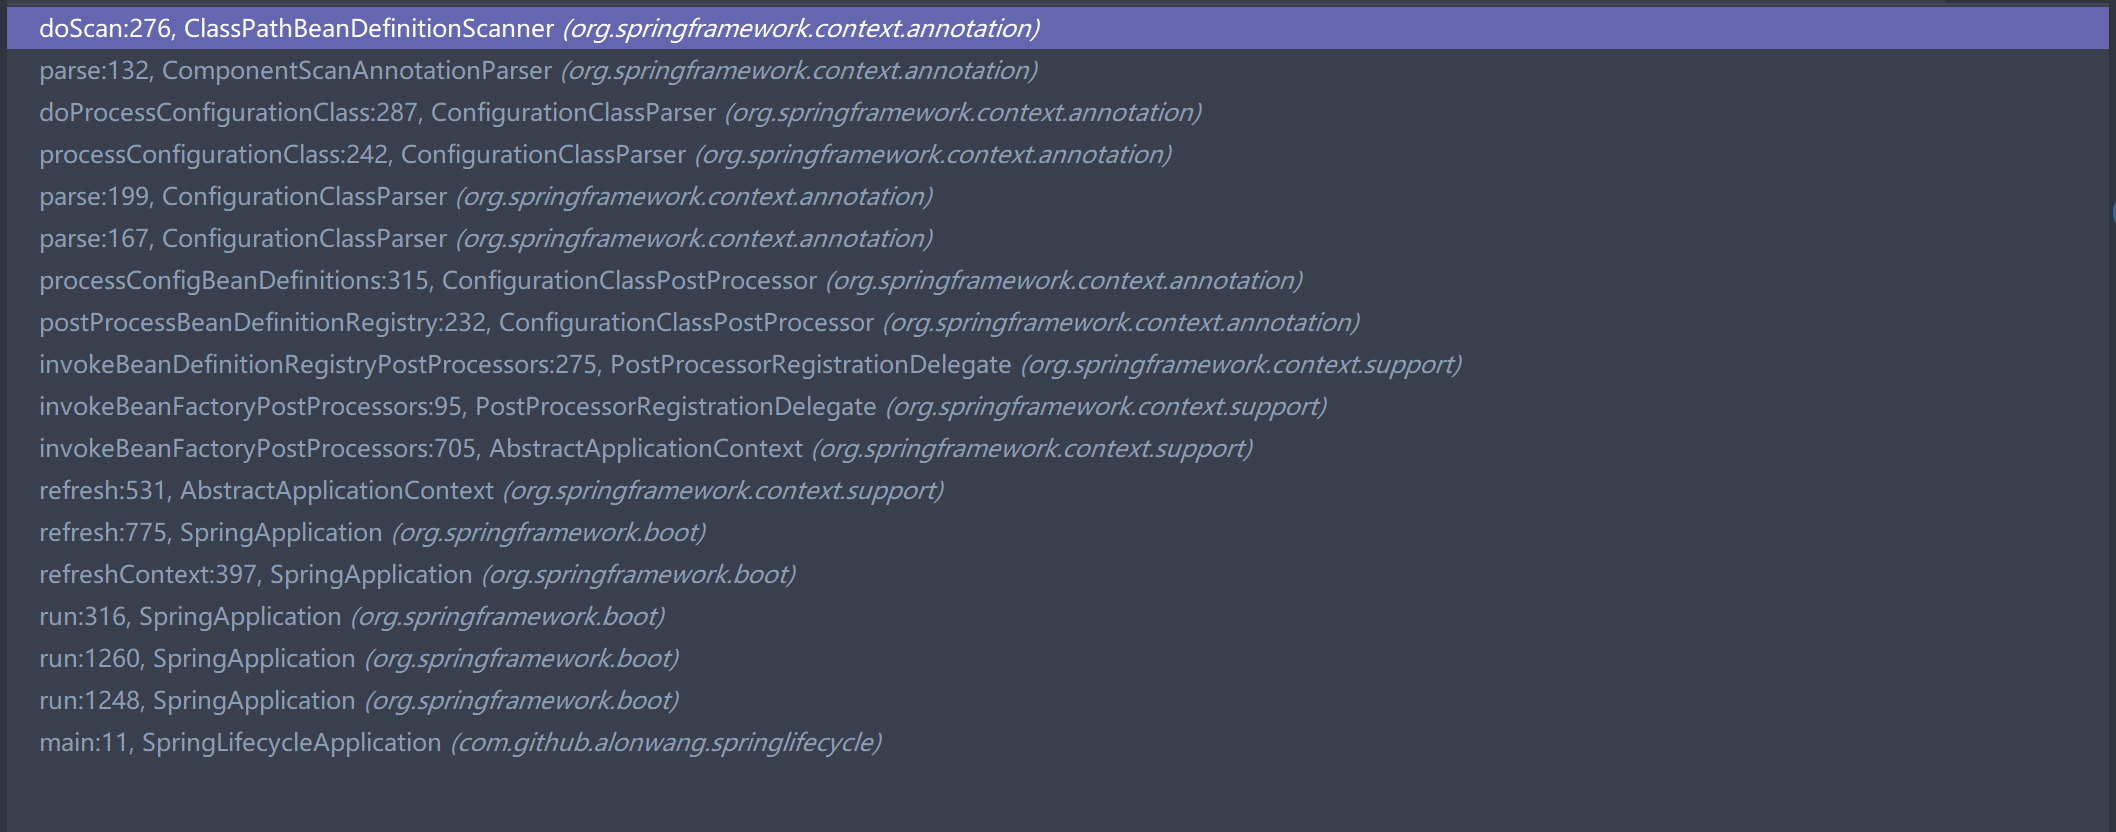 doScan:276, ClassPathBeanDefinitionScanner (org.springframework.context.annotation)
parse:132, ComponentScanAnnotationParser (org.springframework.context.annotation)
doProcessConfigurationClass:287, ConfigurationClassParser (org.springframework.context.annotation)
processConfigurationClass:242, ConfigurationClassParser (org.springframework.context.annotation)
parse:199, ConfigurationClassParser (org.springframework.context.annotation)
parse:167, ConfigurationClassParser (org.springframework.context.annotation)
processConfigBeanDefinitions:315, ConfigurationClassPostProcessor (org.springframework.context.annotation)
postProcessBeanDefinitionRegistry:232, ConfigurationClassPostProcessor (org.springframework.context.annotation)
invokeBeanDefinitionRegistryPostProcessors:275, PostProcessorRegistrationDelegate (org.springframework.context.support)
invokeBeanFactoryPostProcessors:95, PostProcessorRegistrationDelegate (org.springframework.context.support)
invokeBeanFactoryPostProcessors:705, AbstractApplicationContext (org.springframework.context.support)
refresh:531, AbstractApplicationContext (org.springframework.context.support)
refresh:775, SpringApplication (org.springframework.boot)
refreshContext:397, SpringApplication (org.springframework.boot)
run:316, SpringApplication (org.springframework.boot)
run:1260, SpringApplication (org.springframework.boot)
run:1248, SpringApplication (org.springframework.boot)
main:11, SpringLifecycleApplication (com.github.alonwang.springlifecycle)